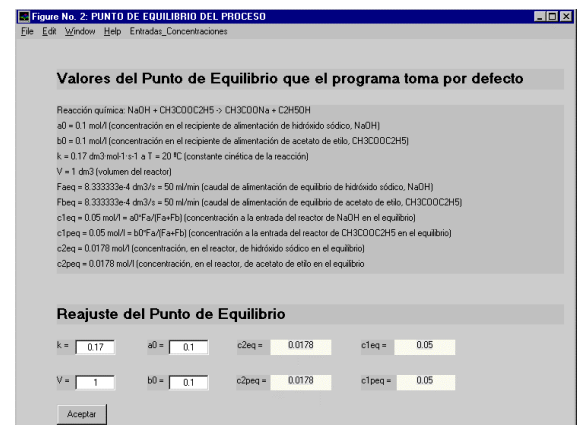 Figure No. 2: PUNTO DE EQUILIBRIO DEL PROCESO
File Edit Window Help Entradas_Concentraciones
Valores del Punto de Equilibrio que el programa toma por defecto
Reacción química: NaOH + CH3COOC2H5 -> CH3COONa + C2H5OH
a0 = 0.1 mol/l (concentración en el recipiente de alimentación de hidróxido sódico, NaOH)
b0 = 0.1 mol/l (concentración en el recipiente de alimentación de acetato de etilo, CH3COOC2H5)
k = 0.17 dm3·mol-1·s-1 a T = 20 ºC (constante cinética de la reacción)
V = 1 dm3 (volumen del reactor)
Faeq = 8.333333e-4 dm3/s = 50 ml/min (caudal de alimentación de equilibrio de hidróxido sódico, NaOH)
Fbeq = 8.333333e-4 dm3/s = 50 ml/min (caudal de alimentación de equilibrio de acetato de etilo, CH3COOC2H5)
c1eq = 0.05 mol/l = a0*Fa/(Fa+Fb) (concentración a la entrada del reactor de NaOH en el equilibrio)
c1peq = 0.05 mol/l = b0*Fa/(Fa+Fb) (concentración a la entrada del reactor de CH3COOC2H5 en el equilibrio)
c2eq = 0.0178 mol/l (concentración, en el reactor, de hidróxido sódico en el equilibrio)
c2peq = 0.0178 mol/l (concentración, en el reactor, de acetato de etilo en el equilibrio
Reajuste del Punto de Equilibrio
k = 0.17 a0 = 0.1 c2eq = 0.0178 c1eq = 0.05
V = 1 b0 = 0.1 c2peq = 0.0178 c1peq = 0.05
Aceptar